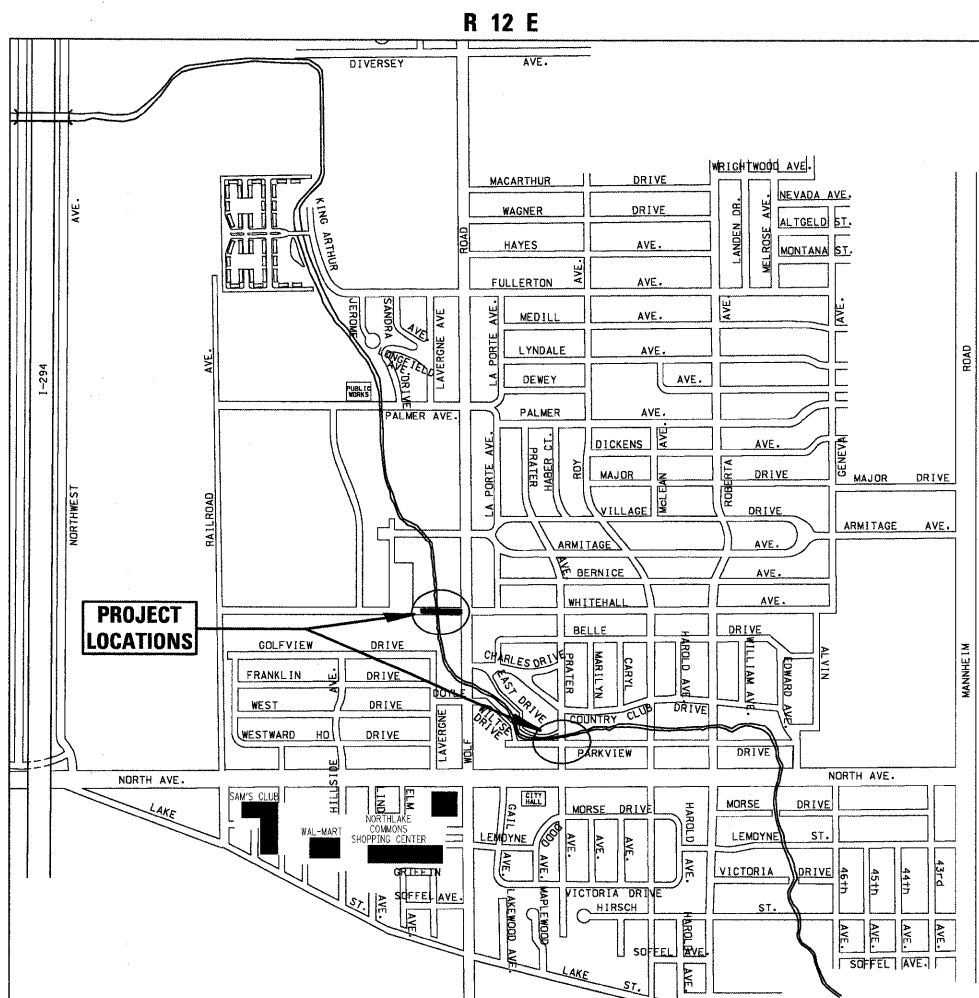 R 12 E
DIVERSEY AVE.
WRIGHTWOOD AVE.
MACARTHUR DRIVE
NEVADA AVE.
WAGNER DRIVE
LANDEN DR.
MELROSE AVE.
ALTGELD ST.
AVE.
KING ARTHUR
ROAD
HAYES AVE.
MONTANA ST.
AVE.
FULLERTON AVE.
JEROME
SANDRA
AVE.
LAVERGNE AVE
LA PORTE AVE.
MEDILL AVE.
AVE.
AVE.
LYNDALE AVE.
LONGFIELD
AVE.
DRIVE
ROAD
I-294
AVE.
DEWEY AVE.
PUBLIC
WORKS
PALMER AVE.
PALMER AVE.
LA PORTE AVE.
PRATER
HABER CT.
ROY
DICKENS AVE.
AVE.
MAJOR DRIVE
McLEAN
ROBERTA
GENEVA
MAJOR DRIVE
NORTHWEST
RAILROAD
VILLAGE DRIVE
ARMITAGE AVE.
ARMITAGE AVE.
AVE.
BERNICE AVE.
WHITEHALL AVE.
PROJECT
LOCATIONS
BELLE DRIVE
GOLFVIEW DRIVE
CHARLES DRIVE
PRATER
MARILYN
CARYL
HAROLD AVE.
WILLIAM AVE.
EDWARD AVE.
ALVIN
MANNHEIM
FRANKLIN DRIVE
AVE.
EAST DRIVE
DOYLE
WEST DRIVE
WILTSE
DRIVE
COUNTRY CLUB DRIVE
WESTWARD HO DRIVE
LAVERGNE
WOLF
PARKVIEW DRIVE
NORTH AVE.
NORTH AVE.
HILLSIDE
LAKE
SAM'S CLUB
LIND
ELM
CITY
HALL
GAIL
MORSE DRIVE
HAROLD
MORSE DRIVE
WAL-MART
NORTHLAKE
COMMONS
SHOPPING CENTER
LEMOYNE
DODD
AVE.
AVE.
AVE.
LEMOYNE ST.
GRIFFIN
AVE.
AVE.
AVE.
VICTORIA DRIVE
VICTORIA DRIVE
46th
45th
44th
43rd
SOFFEL AVE.
ST.
AVE.
AVE.
LAKEWOOD AVE.
MAPLEWOOD
HIRSCH ST.
HAROLD
AVE.
SOFFEL AVE.
AVE.
AVE.
AVE.
AVE.
SOFFEL AVE.
LAKE ST.